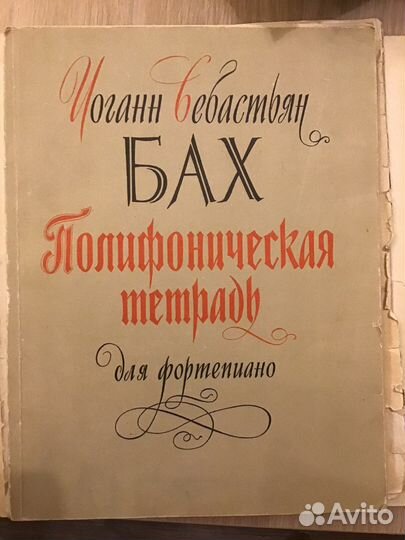 Иоганн Себастьян
БАХ
Полифоническая
тетрадь
для фортепиано
Avito